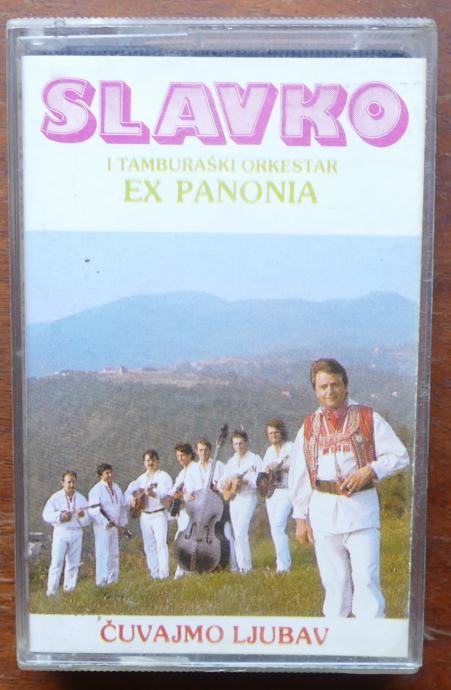 SLAVKO
I TAMBURAŠKI ORKESTAR
EX PANONIA
ČUVAJMO LJUBAV